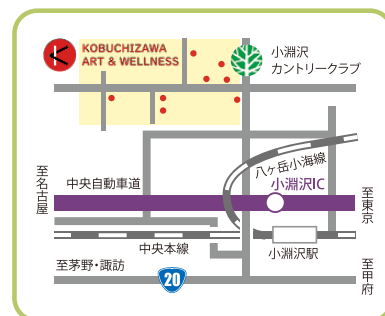 KOBUCHIZAWA
ART & WELLNESS
小淵沢
カントリークラブ
八ヶ岳小海線
至名古屋
中央自動車道
小淵沢IC
至東京
中央本線
小淵沢駅
至茅野・諏訪
20
至甲府